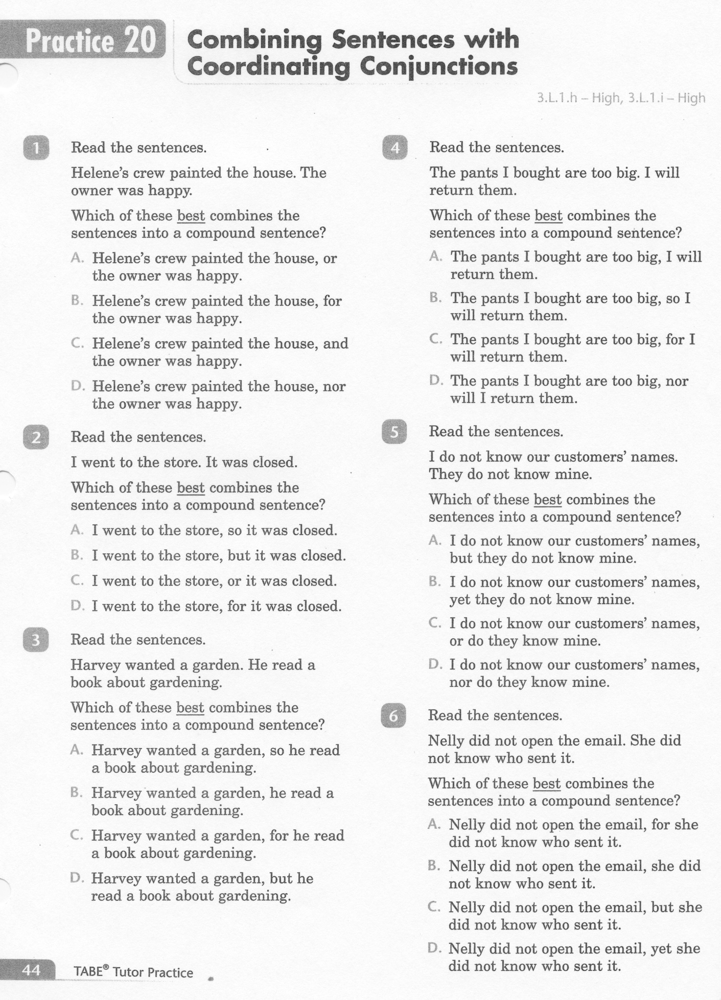 Practice 20
Combining Sentences with
Coordinating Conjunctions
3.L.1.h – High, 3.L.1.i – High
1
Read the sentences.
Helene's crew painted the house. The
owner was happy.
Which of these best combines the
sentences into a compound sentence?
A. Helene's crew painted the house, or
the owner was happy.
B. Helene's crew painted the house, for
the owner was happy.
C. Helene's crew painted the house, and
the owner was happy.
D. Helene's crew painted the house, nor
the owner was happy.
2
Read the sentences.
I went to the store. It was closed.
Which of these best combines the
sentences into a compound sentence?
A. I went to the store, so it was closed.
B. I went to the store, but it was closed.
C. I went to the store, or it was closed.
D. I went to the store, for it was closed.
3
Read the sentences.
Harvey wanted a garden. He read a
book about gardening.
Which of these best combines the
sentences into a compound sentence?
A. Harvey wanted a garden, so he read
a book about gardening.
B. Harvey wanted a garden, he read a
book about gardening.
C. Harvey wanted a garden, for he read
a book about gardening.
D. Harvey wanted a garden, but he
read a book about gardening.
4
Read the sentences.
The pants I bought are too big. I will
return them.
Which of these best combines the
sentences into a compound sentence?
A. The pants I bought are too big, I will
return them.
B. The pants I bought are too big, so I
will return them.
C. The pants I bought are too big, for I
will return them.
D. The pants I bought are too big, nor
will I return them.
5
Read the sentences.
I do not know our customers' names.
They do not know mine.
Which of these best combines the
sentences into a compound sentence?
A. I do not know our customers' names,
but they do not know mine.
B. I do not know our customers' names,
yet they do not know mine.
C. I do not know our customers' names,
or do they know mine.
D. I do not know our customers' names,
nor do they know mine.
6
Read the sentences.
Nelly did not open the email. She did
not know who sent it.
Which of these best combines the
sentences into a compound sentence?
A. Nelly did not open the email, for she
did not know who sent it.
B. Nelly did not open the email, she did
not know who sent it.
C. Nelly did not open the email, but she
did not know who sent it.
D. Nelly did not open the email, yet she
did not know who sent it.
44 TABE® Tutor Practice